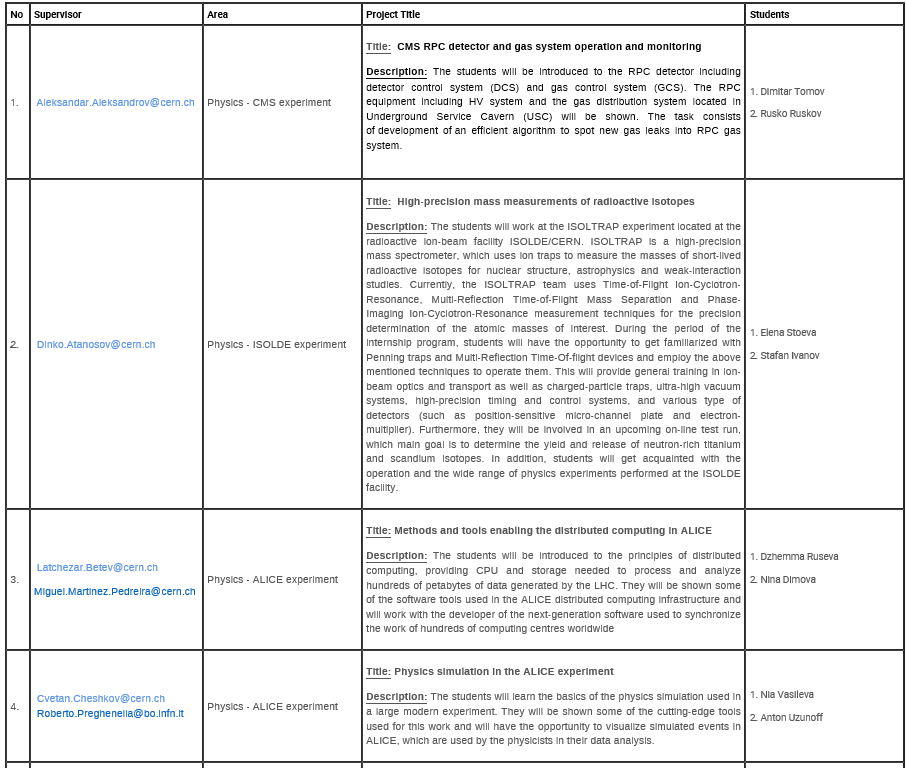 No Supervisor Area Project Title Students
1. Aleksandar.Aleksandrov@cern.ch Physics - CMS experiment
Title: CMS RPC detector and gas system operation and monitoring
Description: The students will be introduced to the RPC detector including
detector control system (DCS) and gas control system (GCS). The RPC
equipment including HV system and the gas distribution system located in
Underground Service Cavern (USC) will be shown. The task consists
of development of an efficient algorithm to spot new gas leaks into RPC gas
system.
1. Dimitar Tomov
2. Rusko Ruskov
2. Dinko.Atanosov@cern.ch Physics - ISOLDE experiment
Title: High-precision mass measurements of radioactive isotopes
Description: The students will work at the ISOLTRAP experiment located at the
radioactive ion-beam facility ISOLDE/CERN. ISOLTRAP is a high-precision
mass spectrometer, which uses ion traps to measure the masses of short-lived
radioactive isotopes for nuclear structure, astrophysics and weak-interaction
studies. Currently, the ISOLTRAP team uses Time-of-Flight Ion-Cyclotron-
Resonance, Multi-Reflection Time-of-Flight Mass Separation and Phase-
Imaging Ion-Cyclotron-Resonance measurement techniques for the precision
determination of the atomic masses of interest. During the period of the
internship program, students will have the opportunity to get familiarized with
Penning traps and Multi-Reflection Time-Of-flight devices and employ the above
mentioned techniques to operate them. This will provide general training in ion-
beam optics and transport as well as charged-particle traps, ultra-high vacuum
systems, high-precision timing and control systems, and various type of
detectors (such as position-sensitive micro-channel plate and electron-
multiplier). Furthermore, they will be involved in an upcoming on-line test run,
which main goal is to determine the yield and release of neutron-rich titanium
and scandium isotopes. In addition, students will get acquainted with the
operation and the wide range of physics experiments performed at the ISOLDE
facility.
1. Elena Stoeva
2. Stafan Ivanov
3. Latchezar.Betev@cern.ch
Miguel.Martinez.Pedreira@cern.ch
Physics - ALICE experiment
Title: Methods and tools enabling the distributed computing in ALICE
Description: The students will be introduced to the principles of distributed
computing, providing CPU and storage needed to process and analyze
hundreds of petabytes of data generated by the LHC. They will be shown some
of the software tools used in the ALICE distributed computing infrastructure and
will work with the developer of the next-generation software used to synchronize
the work of hundreds of computing centres worldwide
1. Dzhemma Ruseva
2. Nina Dimova
4. Cvetan.Cheshkov@cern.ch
Roberto.Preghenella@bo.infn.it
Physics - ALICE experiment
Title: Physics simulation in the ALICE experiment
Description: The students will learn the basics of the physics simulation used in
a large modern experiment. They will be shown some of the cutting-edge tools
used for this work and will have the opportunity to visualize simulated events in
ALICE, which are used by the physicists in their data analysis.
1. Nia Vasileva
2. Anton Uzunoff